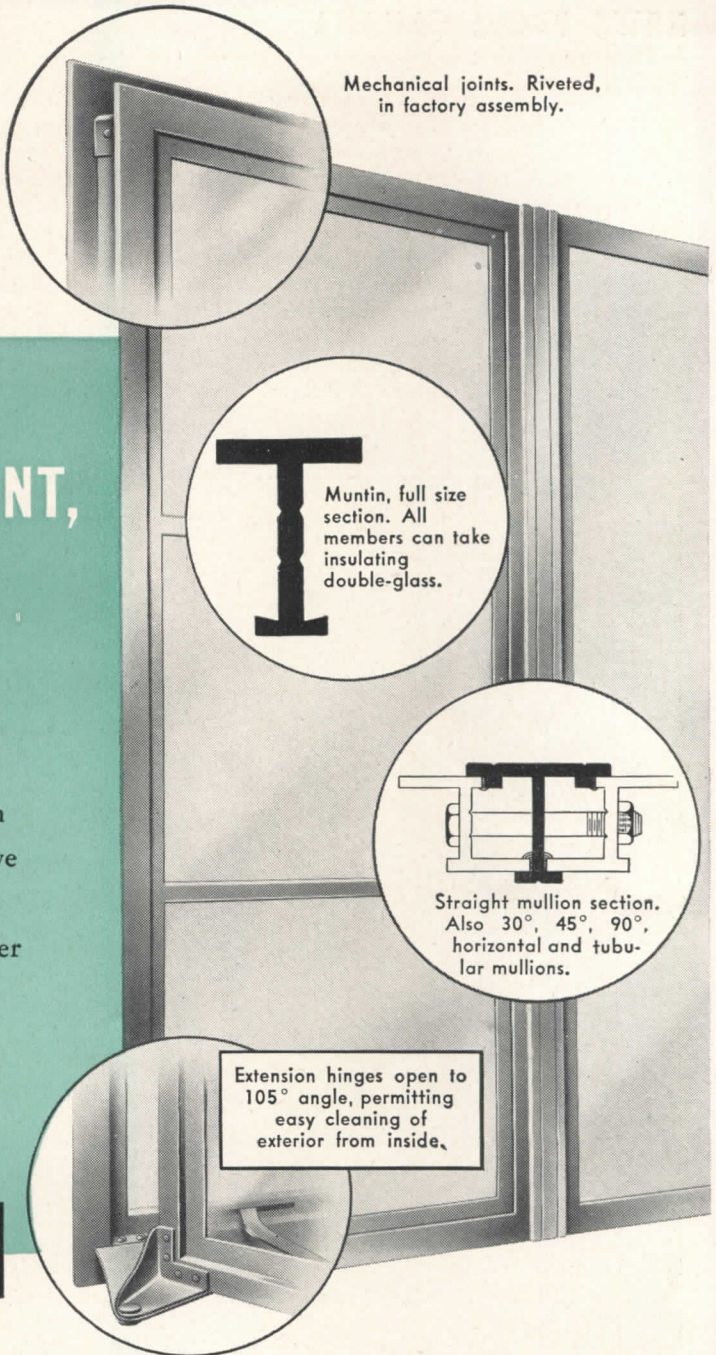 Mechanical joints. Riveted,
in factory assembly.
NT,
Muntin, full size
section. All
members can take
insulating
double-glass.
Straight mullion section.
Also 30°, 45°, 90°,
horizontal and tubu-
lar mullions.
Extension hinges open to
105° angle, permitting
easy cleaning of
exterior from inside.